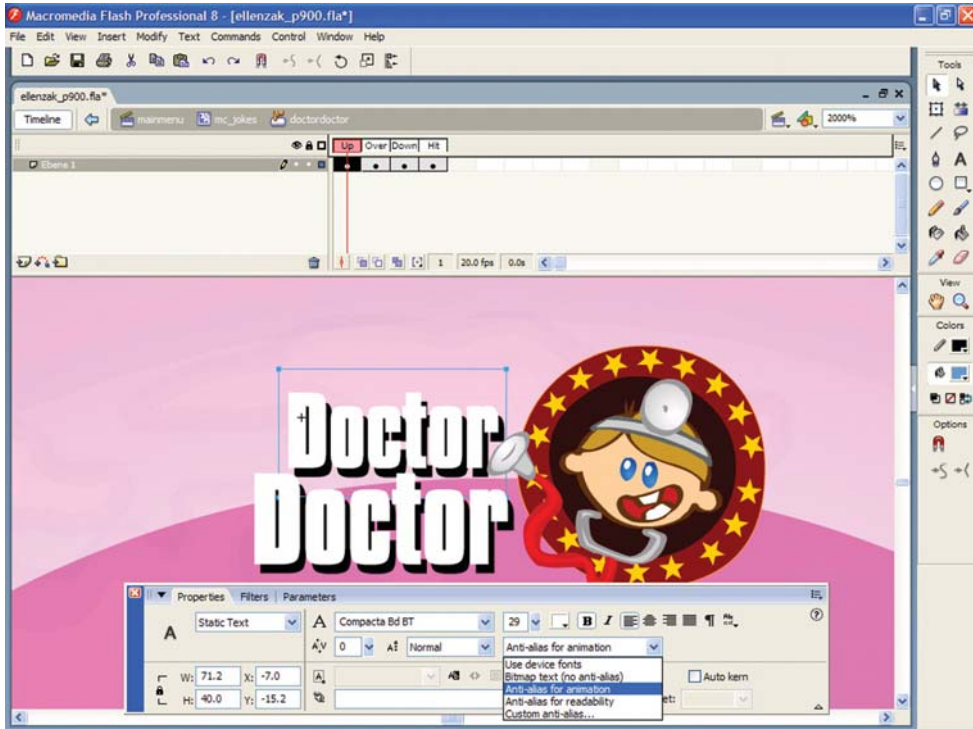 Macromedia Flash Professional 8 - [ellenzak_p900.fla*]
File Edit View Insert Modify Text Commands Control Window Help
Tools
ellenzak_p900.fla*
Timeline mainmenu mc_jokes doctordoctor 2000%
Up Over Down Hit
Ebene 1
1 20.0 fps 0.0s
View
Colors
Options
Doctor
Doctor
Properties Filters Parameters
A Static Text A Compacta Bd BT 29 B I
A/V 0 Normal Anti-alias for animation
Use device fonts
Bitmap text (no anti-alias)
Anti-alias for animation
Anti-alias for readability
Custom anti-alias...
W: 71.2 X: -7.0 Auto kern
H: 40.0 Y: -15.2 et: